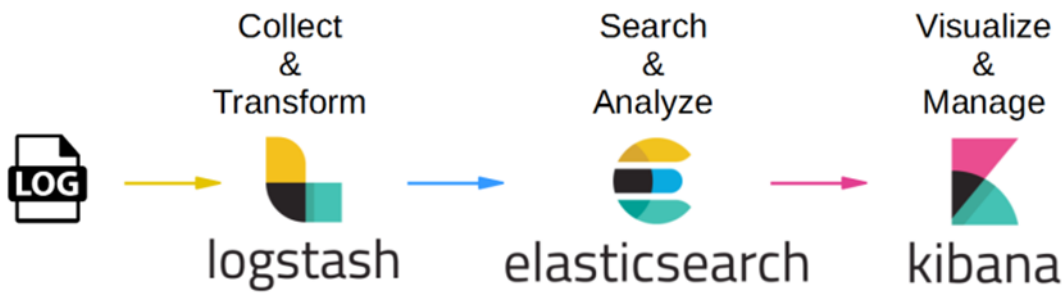 Collect
&
Transform
Search
&
Analyze
Visualize
&
Manage
LOG
logstash
elasticsearch
kibana